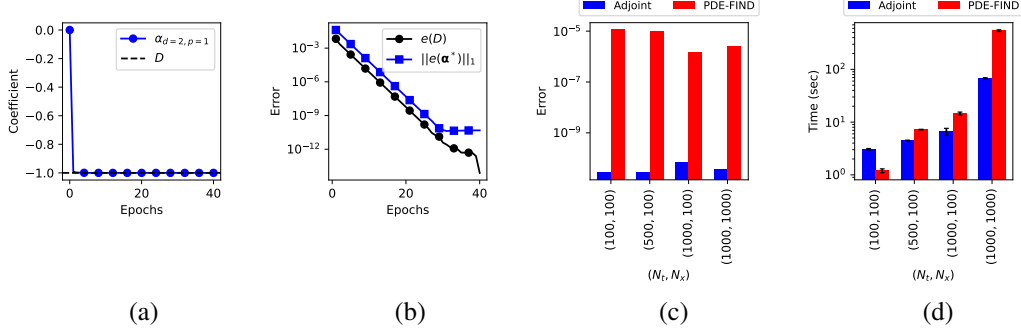 0.0
−0.2
−0.4
−0.6
−0.8
−1.0
Coefficient
α_{d=2, p=1}
D
0
20
40
Epochs
(a)
10^{−3}
10^{−6}
10^{−9}
10^{−12}
Error
e(D)
||e(α*)||_1
0
20
40
Epochs
(b)
Adjoint
PDE-FIND
10^{−5}
10^{−7}
10^{−9}
Error
(100, 100)
(500, 100)
(1000, 100)
(1000, 1000)
(N_t, N_x)
(c)
Adjoint
PDE-FIND
10^2
10^1
10^0
Time (sec)
(100, 100)
(500, 100)
(1000, 100)
(1000, 1000)
(N_t, N_x)
(d)